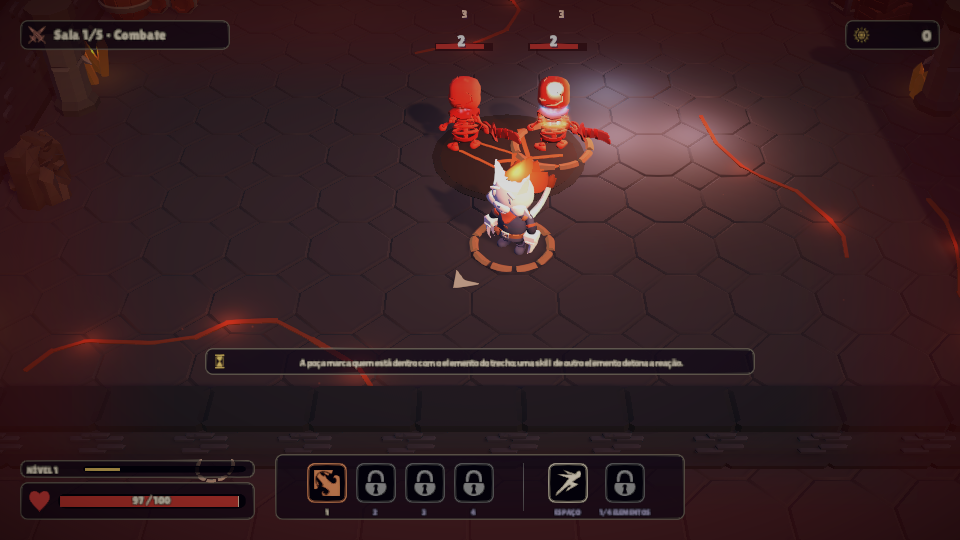 3 3
Sala 1/5 - Combate
2 2
0
A poça marca quem está dentro com o elemento do trecho: uma skill de outro elemento detona a reação.
NÍVEL 1
97 / 100
1 2 3 4 ESPAÇO 1/4 ELEMENTOS